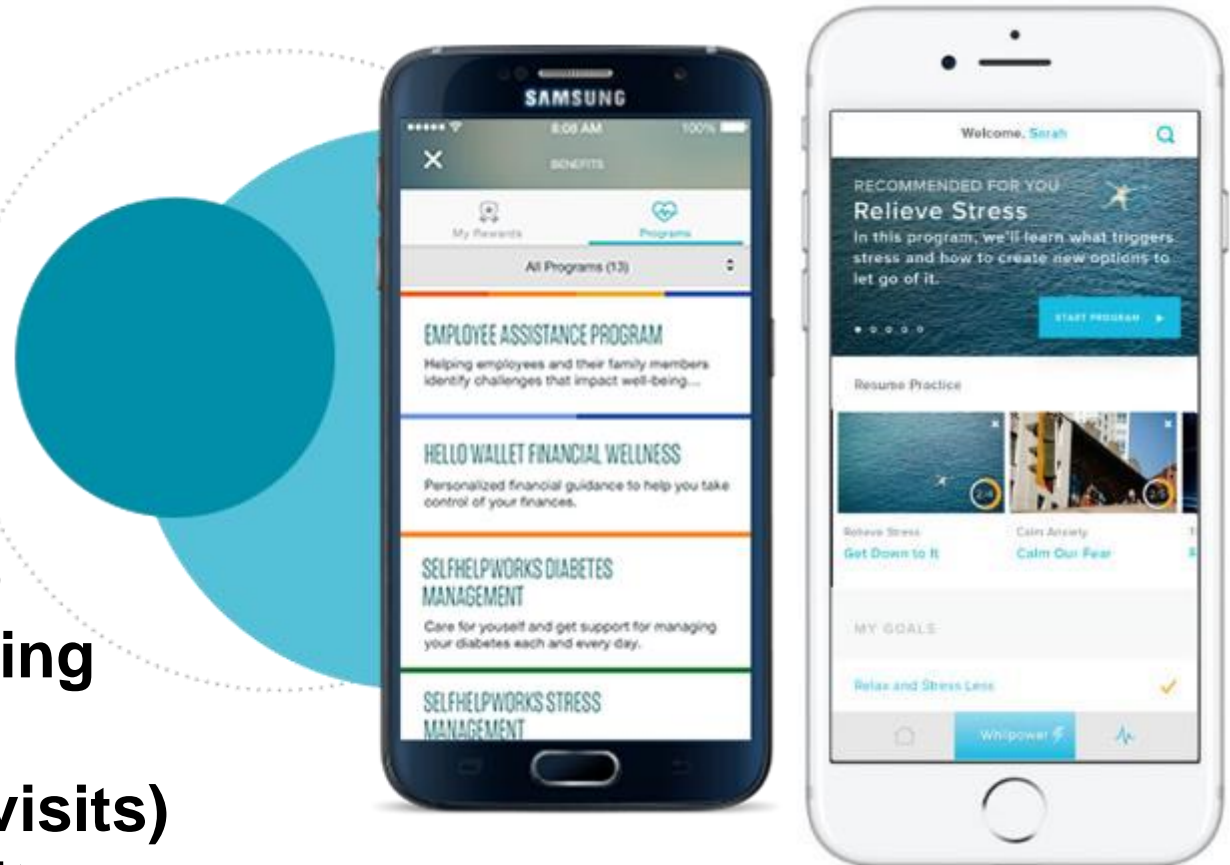 SAMSUNG
8:08 AM 100%
BENEFITS
My Rewards Programs
All Programs (13)
EMPLOYEE ASSISTANCE PROGRAM
Helping employees and their family members
identify challenges that impact well-being...
HELLO WALLET FINANCIAL WELLNESS
Personalized financial guidance to help you take
control of your finances.
SELFHELPWORKS DIABETES
MANAGEMENT
Care for youself and get support for managing
your diabetes each and every day.
SELFHELPWORKS STRESS
MANAGEMENT
Welcome, Sarah
RECOMMENDED FOR YOU
Relieve Stress
In this program, we'll learn what triggers
stress and how to create new options to
let go of it.
START PROGRAM
Resume Practice
2/4
Relieve Stress Calm Anxiety
Get Down to It Calm Our Fear
MY GOALS
Relax and Stress Less
Whilpower
ing
visits)